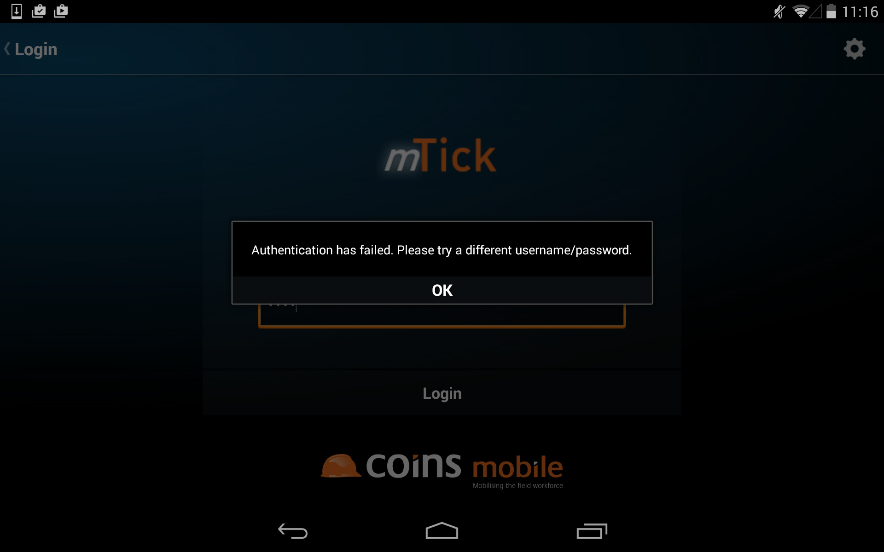 11:16
Login
mTick
Authentication has failed. Please try a different username/password.
OK
Login
COINS mobile
Mobilising the field workforce